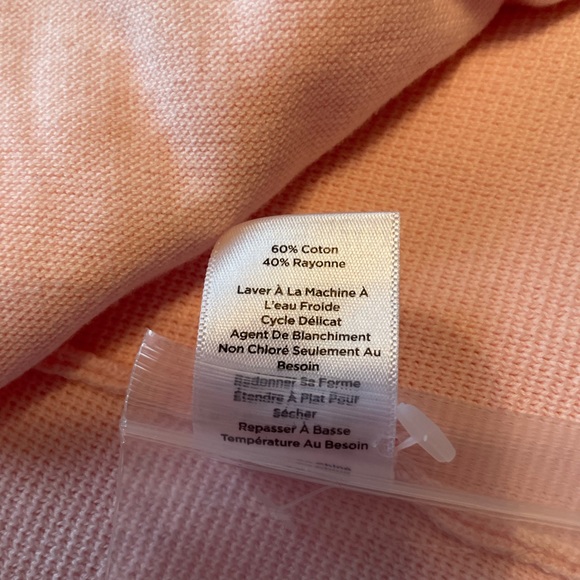 60% Coton
40% Rayonne
Laver À La Machine À
L'eau Froide
Cycle Délicat
Agent De Blanchiment
Non Chloré Seulement Au
Besoin
Redonner Sa Forme
Étendre À Plat Pour
Sécher
Repasser À Basse
Température Au Besoin